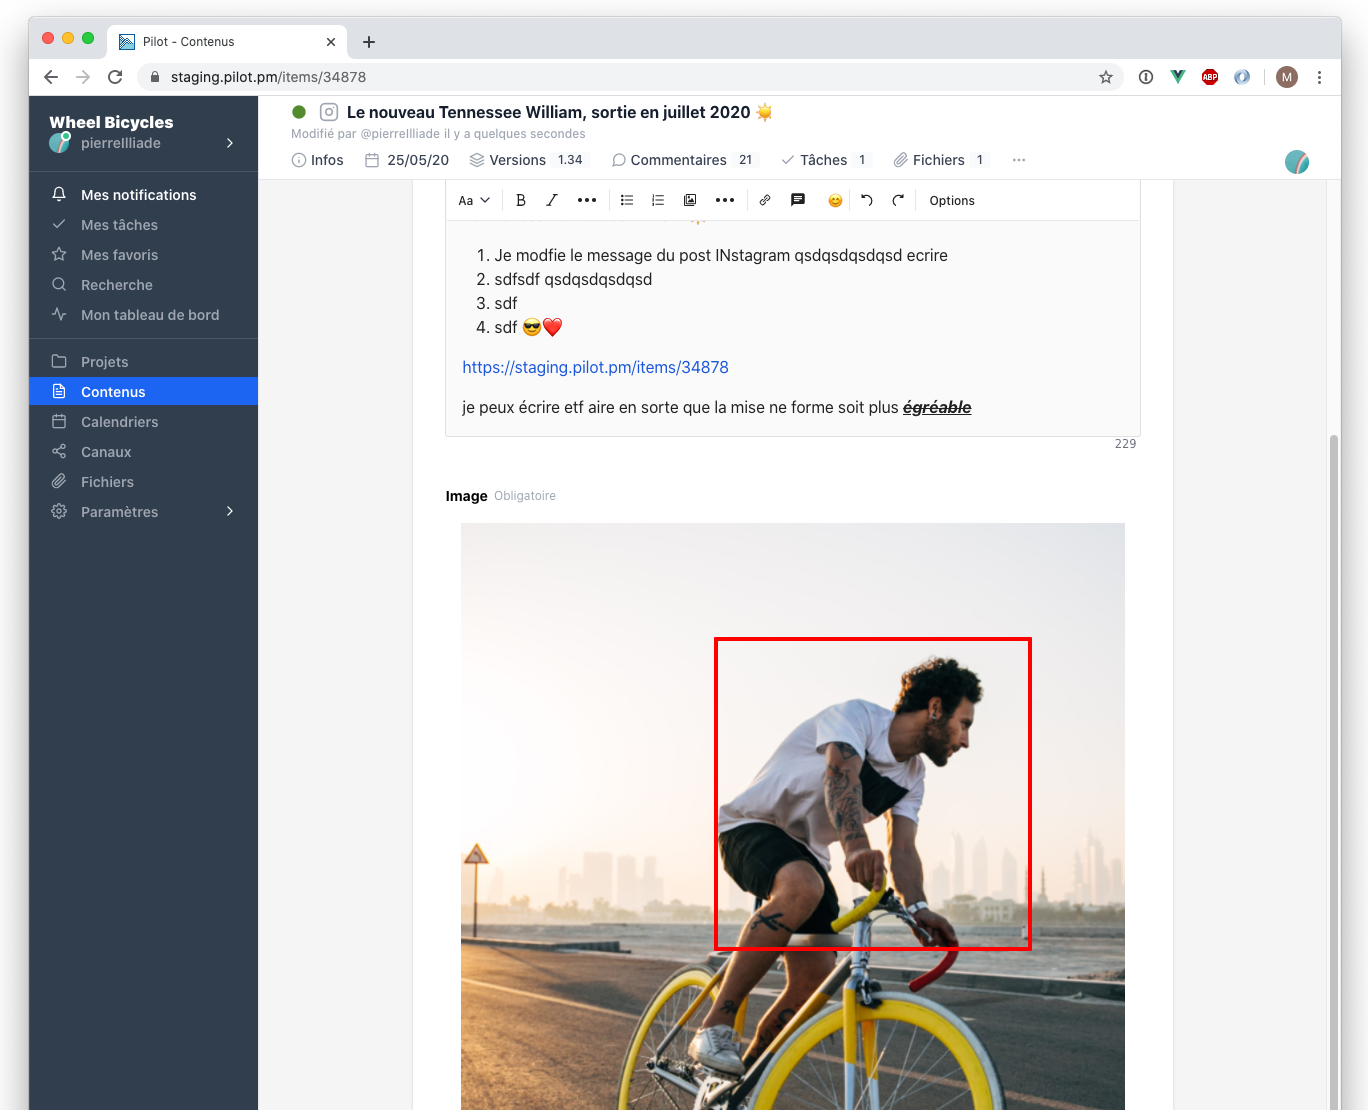 Pilot - Contenus
staging.pilot.pm/items/34878
ABP
M
Wheel Bicycles
pierrellliade
Mes notifications
Mes tâches
Mes favoris
Recherche
Mon tableau de bord
Projets
Contenus
Calendriers
Canaux
Fichiers
Paramètres
Le nouveau Tennessee William, sortie en juillet 2020 ☀️
Modifié par @pierrellliade il y a quelques secondes
Infos 25/05/20 Versions 1.34 Commentaires 21 Tâches 1 Fichiers 1 ···
Aa B I ••• ••• 😊 Options
1. Je modfie le message du post INstagram qsdqsdqsdqsd ecrire
2. sdfsdf qsdqsdqsdqsd
3. sdf
4. sdf 😎❤️
https://staging.pilot.pm/items/34878
je peux écrire etf aire en sorte que la mise ne forme soit plus égréable
229
Image Obligatoire